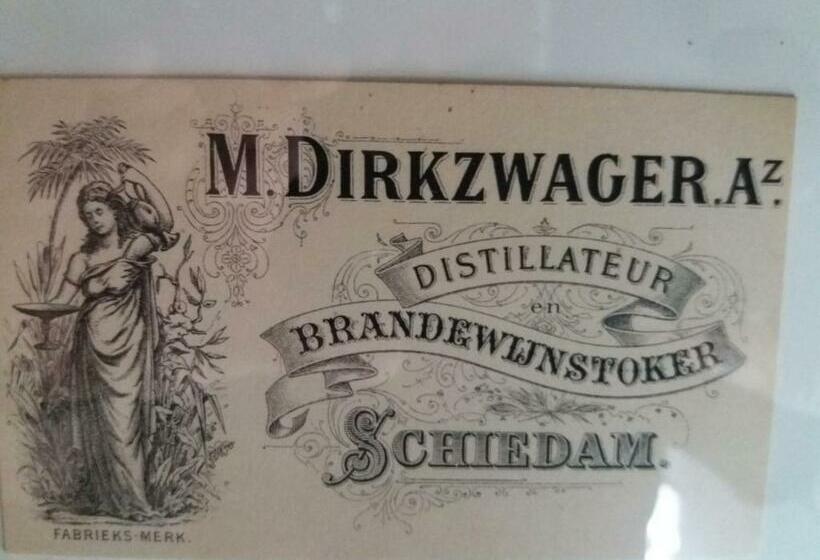 M. DIRKZWAGER. Aᶻ.
DISTILLATEUR
en
BRANDEWIJNSTOKER
SCHIEDAM.
FABRIEKS-MERK.